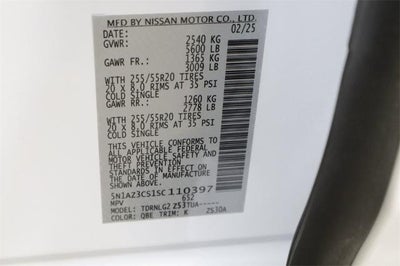 MFD BY NISSAN MOTOR CO., LTD.
DATE: 02/25
GVWR: 2540 KG
5600 LB
GAWR FR.: 1365 KG
3009 LB
WITH 255/55R20 TIRES
20 x 8.0 RIMS AT 35 PSI
COLD SINGLE
GAWR RR.: 1260 KG
2778 LB
WITH 255/55R20 TIRES
20 x 8.0 RIMS AT 35 PSI
COLD SINGLE
THIS VEHICLE CONFORMS TO
ALL APPLICABLE FEDERAL
MOTOR VEHICLE SAFETY
AND THEFT PREVENTION
STANDARDS IN EFFECT ON
THE DATE OF MANUFACTURE
SHOWN ABOVE.
5N1AZ3CS1SC110397
MPV 652
MODEL: TDRNLG2 Z53TUA-----
COLOR: QBE TRIM: K ZS30A